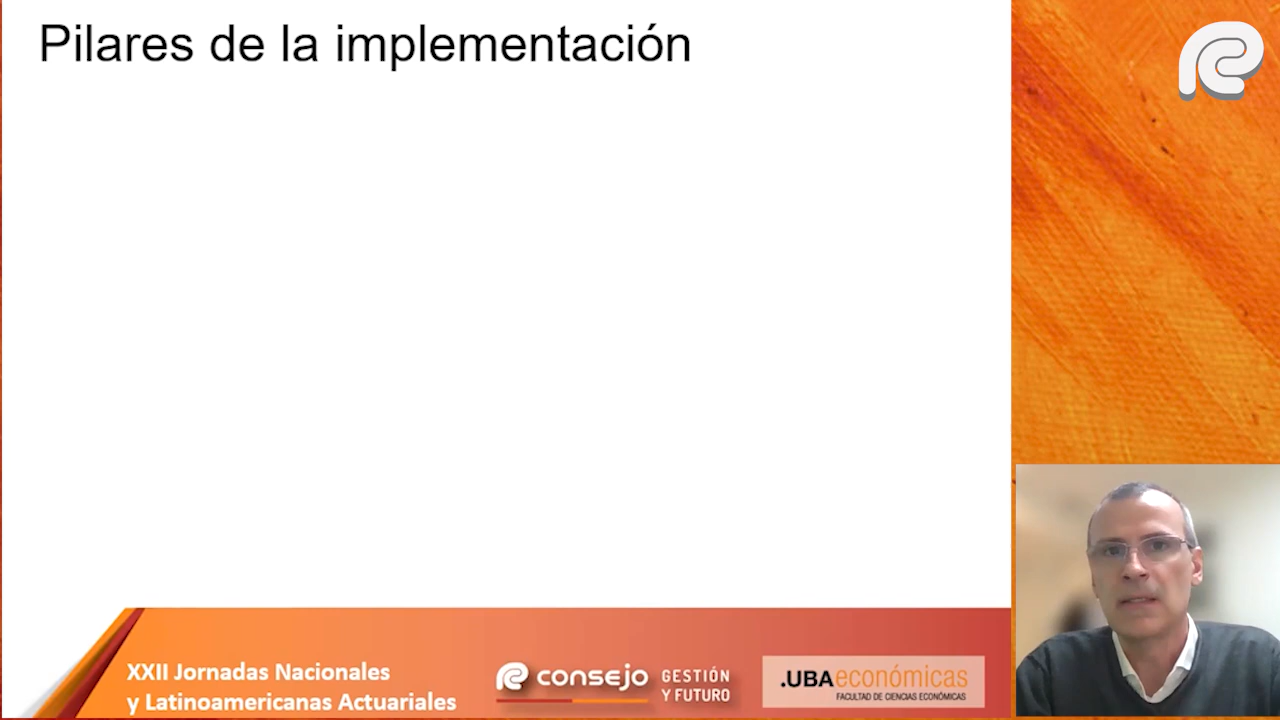 Pilares de la implementación
XXII Jornadas Nacionales
y Latinoamericanas Actuariales
consejo
GESTIÓN
Y FUTURO
.UBAeconómicas
FACULTAD DE CIENCIAS ECONÓMICAS